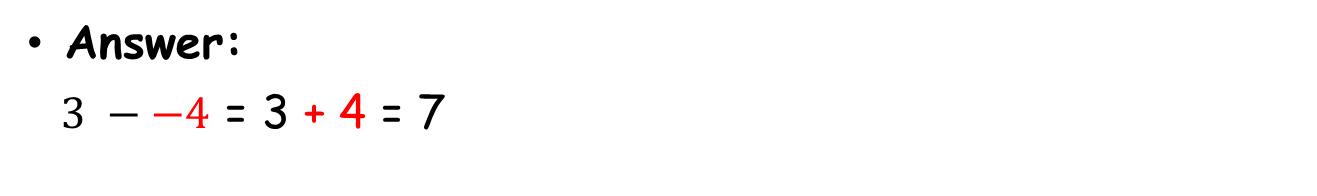 • Answer:
3 − −4 = 3 + 4 = 7